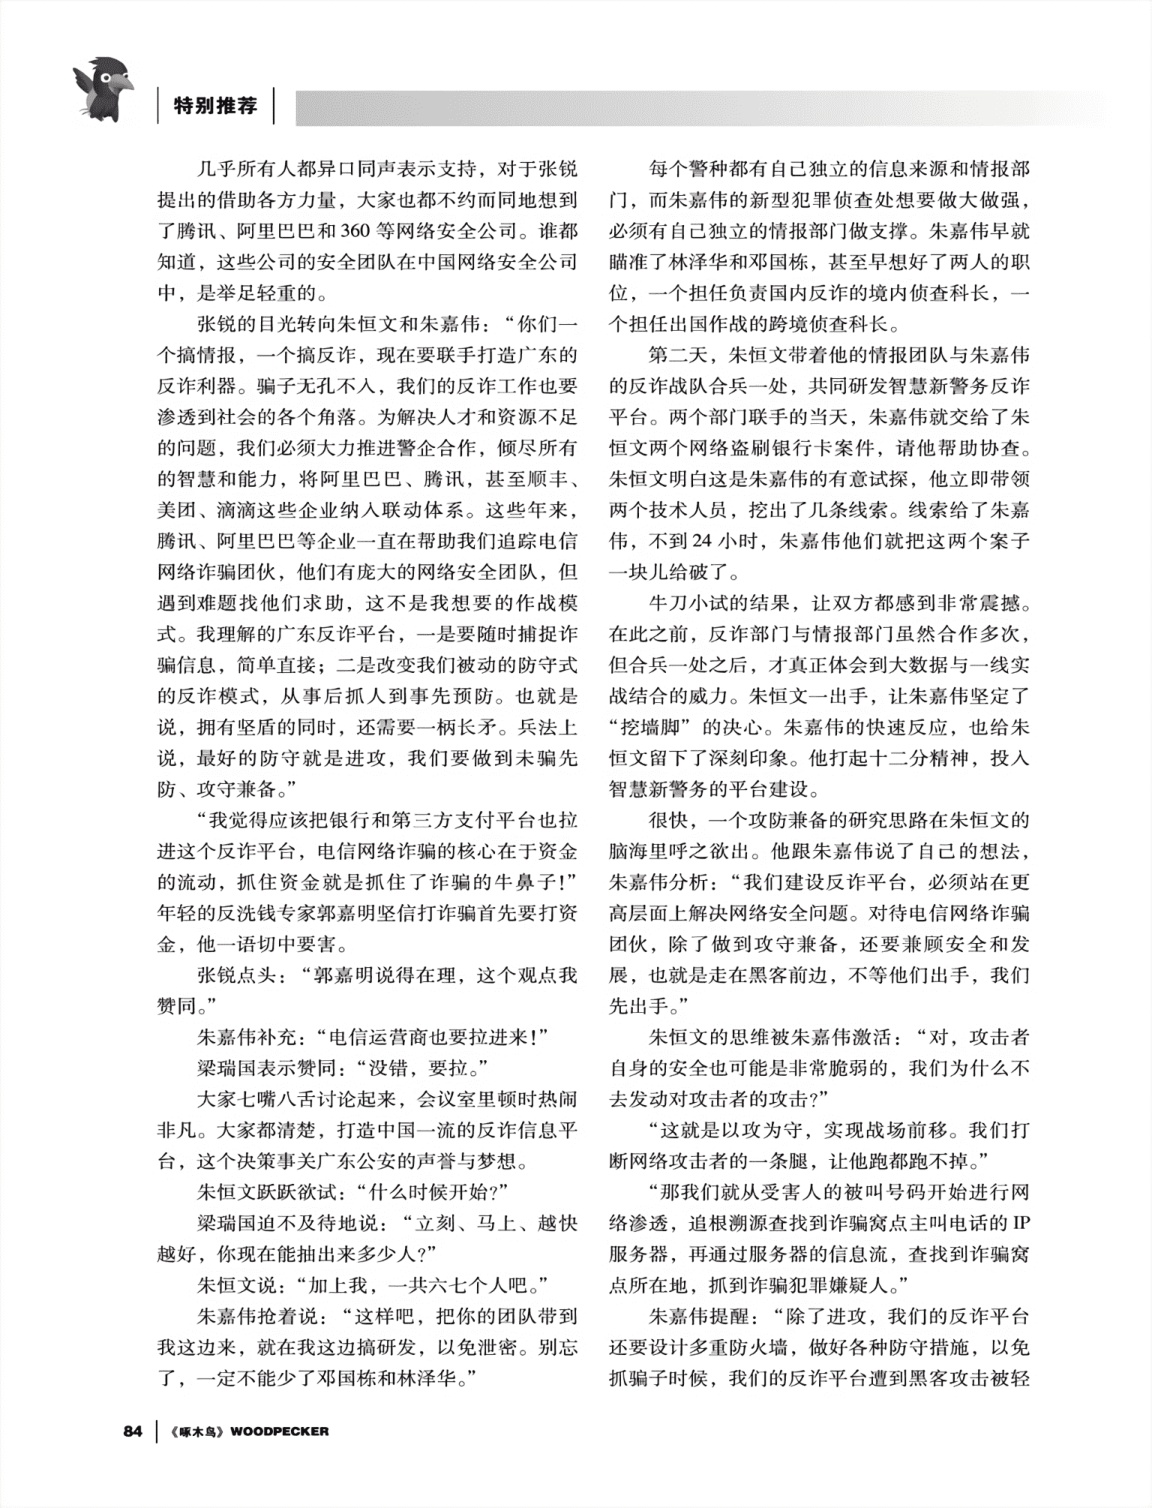 特别推荐
几乎所有人都异口同声表示支持，对于张锐
提出的借助各方力量，大家也都不约而同地想到
了腾讯、阿里巴巴和 360 等网络安全公司。谁都
知道，这些公司的安全团队在中国网络安全公司
中，是举足轻重的。
张锐的目光转向朱恒文和朱嘉伟：“你们一
个搞情报，一个搞反诈，现在要联手打造广东的
反诈利器。骗子无孔不入，我们的反诈工作也要
渗透到社会的各个角落。为解决人才和资源不足
的问题，我们必须大力推进警企合作，倾尽所有
的智慧和能力，将阿里巴巴、腾讯，甚至顺丰、
美团、滴滴这些企业纳入联动体系。这些年来，
腾讯、阿里巴巴等企业一直在帮助我们追踪电信
网络诈骗团伙，他们有庞大的网络安全团队，但
遇到难题找他们求助，这不是我想要的作战模
式。我理解的广东反诈平台，一是要随时捕捉诈
骗信息，简单直接；二是改变我们被动的防守式
的反诈模式，从事后抓人到事先预防。也就是
说，拥有坚盾的同时，还需要一柄长矛。兵法上
说，最好的防守就是进攻，我们要做到未骗先
防、攻守兼备。”
“我觉得应该把银行和第三方支付平台也拉
进这个反诈平台，电信网络诈骗的核心在于资金
的流动，抓住资金就是抓住了诈骗的牛鼻子！”
年轻的反洗钱专家郭嘉明坚信打诈骗首先要打资
金，他一语切中要害。
张锐点头：“郭嘉明说得在理，这个观点我
赞同。”
朱嘉伟补充：“电信运营商也要拉进来！”
梁瑞国表示赞同：“没错，要拉。”
大家七嘴八舌讨论起来，会议室里顿时热闹
非凡。大家都清楚，打造中国一流的反诈信息平
台，这个决策事关广东公安的声誉与梦想。
朱恒文跃跃欲试：“什么时候开始？”
梁瑞国迫不及待地说：“立刻、马上、越快
越好，你现在能抽出来多少人？”
朱恒文说：“加上我，一共六七个人吧。”
朱嘉伟抢着说：“这样吧，把你的团队带到
我这边来，就在我这边搞研发，以免泄密。别忘
了，一定不能少了邓国栋和林泽华。”
每个警种都有自己独立的信息来源和情报部
门，而朱嘉伟的新型犯罪侦查处想要做大做强，
必须有自己独立的情报部门做支撑。朱嘉伟早就
瞄准了林泽华和邓国栋，甚至早想好了两人的职
位，一个担任负责国内反诈的境内侦查科长，一
个担任出国作战的跨境侦查科长。
第二天，朱恒文带着他的情报团队与朱嘉伟
的反诈战队合兵一处，共同研发智慧新警务反诈
平台。两个部门联手的当天，朱嘉伟就交给了朱
恒文两个网络盗刷银行卡案件，请他帮助协查。
朱恒文明白这是朱嘉伟的有意试探，他立即带领
两个技术人员，挖出了几条线索。线索给了朱嘉
伟，不到 24 小时，朱嘉伟他们就把这两个案子
一块儿给破了。
牛刀小试的结果，让双方都感到非常震撼。
在此之前，反诈部门与情报部门虽然合作多次，
但合兵一处之后，才真正体会到大数据与一线实
战结合的威力。朱恒文一出手，让朱嘉伟坚定了
“挖墙脚”的决心。朱嘉伟的快速反应，也给朱
恒文留下了深刻印象。他打起十二分精神，投入
智慧新警务的平台建设。
很快，一个攻防兼备的研究思路在朱恒文的
脑海里呼之欲出。他跟朱嘉伟说了自己的想法，
朱嘉伟分析：“我们建设反诈平台，必须站在更
高层面上解决网络安全问题。对待电信网络诈骗
团伙，除了做到攻守兼备，还要兼顾安全和发
展，也就是走在黑客前边，不等他们出手，我们
先出手。”
朱恒文的思维被朱嘉伟激活：“对，攻击者
自身的安全也可能是非常脆弱的，我们为什么不
去发动对攻击者的攻击？”
“这就是以攻为守，实现战场前移。我们打
断网络攻击者的一条腿，让他跑都跑不掉。”
“那我们就从受害人的被叫号码开始进行网
络渗透，追根溯源查找到诈骗窝点主叫电话的 IP
服务器，再通过服务器的信息流，查找到诈骗窝
点所在地，抓到诈骗犯罪嫌疑人。”
朱嘉伟提醒：“除了进攻，我们的反诈平台
还要设计多重防火墙，做好各种防守措施，以免
抓骗子时候，我们的反诈平台遭到黑客攻击被轻
84 《啄木鸟》WOODPECKER